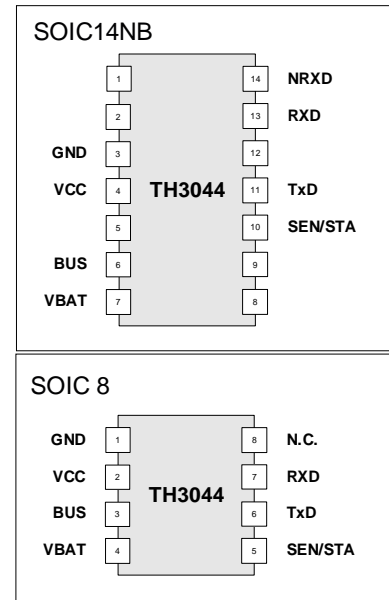 SOIC14NB
1 14 NRXD
2 13 RXD
GND 3 12
VCC 4 TH3044 11 TxD
5 10 SEN/STA
BUS 6 9
VBAT 7 8
SOIC 8
GND 1 8 N.C.
VCC 2 7 RXD
TH3044
BUS 3 6 TxD
VBAT 4 5 SEN/STA